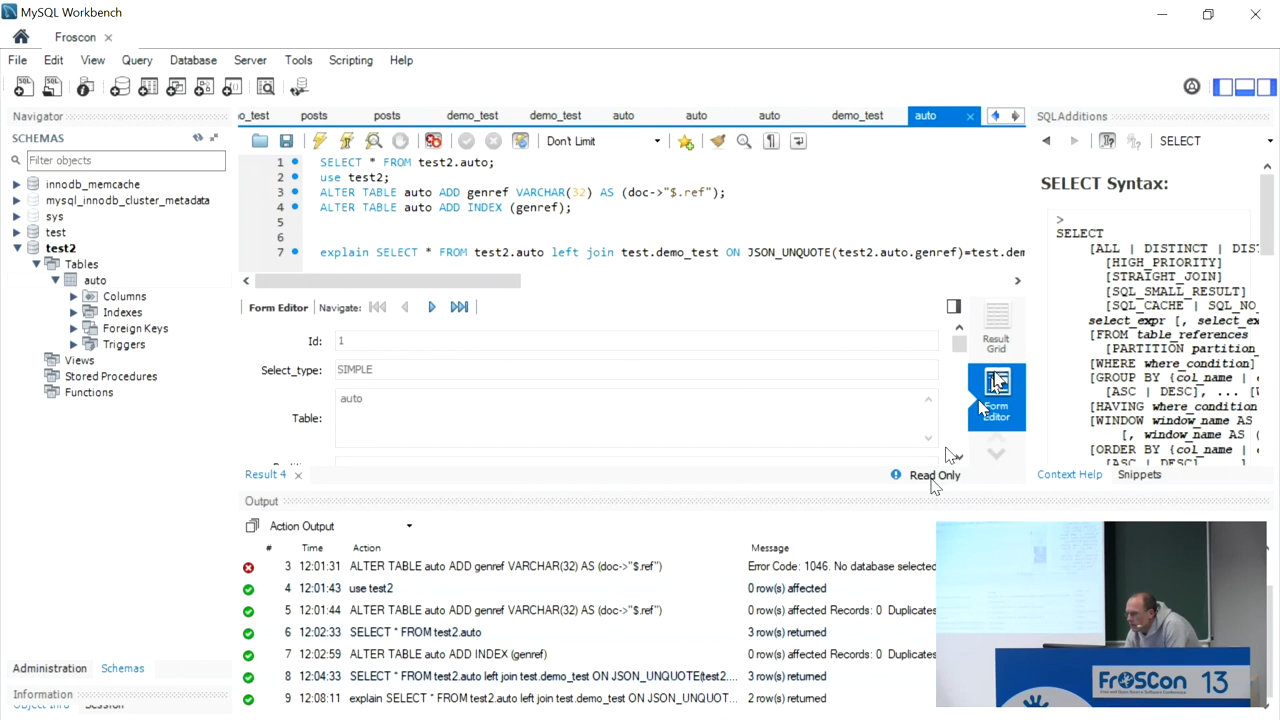 MySQL Workbench
Froscon
File Edit View Query Database Server Tools Scripting Help
Navigator
SCHEMAS
Filter objects
innodb_memcache
mysql_innodb_cluster_metadata
sys
test
test2
Tables
auto
Columns
Indexes
Foreign Keys
Triggers
Views
Stored Procedures
Functions
Administration Schemas
Information
Object Info Session
o_test posts posts demo_test demo_test auto auto auto demo_test auto
Don't Limit
1 SELECT * FROM test2.auto;
2 use test2;
3 ALTER TABLE auto ADD genref VARCHAR(32) AS (doc->"$.ref");
4 ALTER TABLE auto ADD INDEX (genref);
5
6
7 explain SELECT * FROM test2.auto left join test.demo_test ON JSON_UNQUOTE(test2.auto.genref)=test.dem
Form Editor Navigate:
Id: 1
Select_type: SIMPLE
Table: auto
Result Grid
Form Editor
Result 4
Read Only
SQLAdditions
SELECT
SELECT Syntax:
>
SELECT
[ALL | DISTINCT | DIS
[HIGH_PRIORITY]
[STRAIGHT_JOIN]
[SQL_SMALL_RESULT]
[SQL_CACHE | SQL_NO
select_expr [, select_ex
[FROM table_references
[PARTITION partition_
[WHERE where_condition]
[GROUP BY {col_name |
[ASC | DESC], ... [W
[HAVING where_condition
[WINDOW window_name AS
[, window_name AS (
[ORDER BY {col_name |
[ASC | DESC]
Context Help Snippets
Output
Action Output
# Time Action Message
3 12:01:31 ALTER TABLE auto ADD genref VARCHAR(32) AS (doc->"$.ref") Error Code: 1046. No database selected
4 12:01:43 use test2 0 row(s) affected
5 12:01:44 ALTER TABLE auto ADD genref VARCHAR(32) AS (doc->"$.ref") 0 row(s) affected Records: 0 Duplicates
6 12:02:33 SELECT * FROM test2.auto 3 row(s) returned
7 12:02:59 ALTER TABLE auto ADD INDEX (genref) 0 row(s) affected Records: 0 Duplicates
8 12:04:33 SELECT * FROM test2.auto left join test.demo_test ON JSON_UNQUOTE(test2.... 3 row(s) returned
9 12:08:11 explain SELECT * FROM test2.auto left join test.demo_test ON JSON_UNQUOT... 2 row(s) returned
FrOSCon 13
Free and Open Source Software Conference